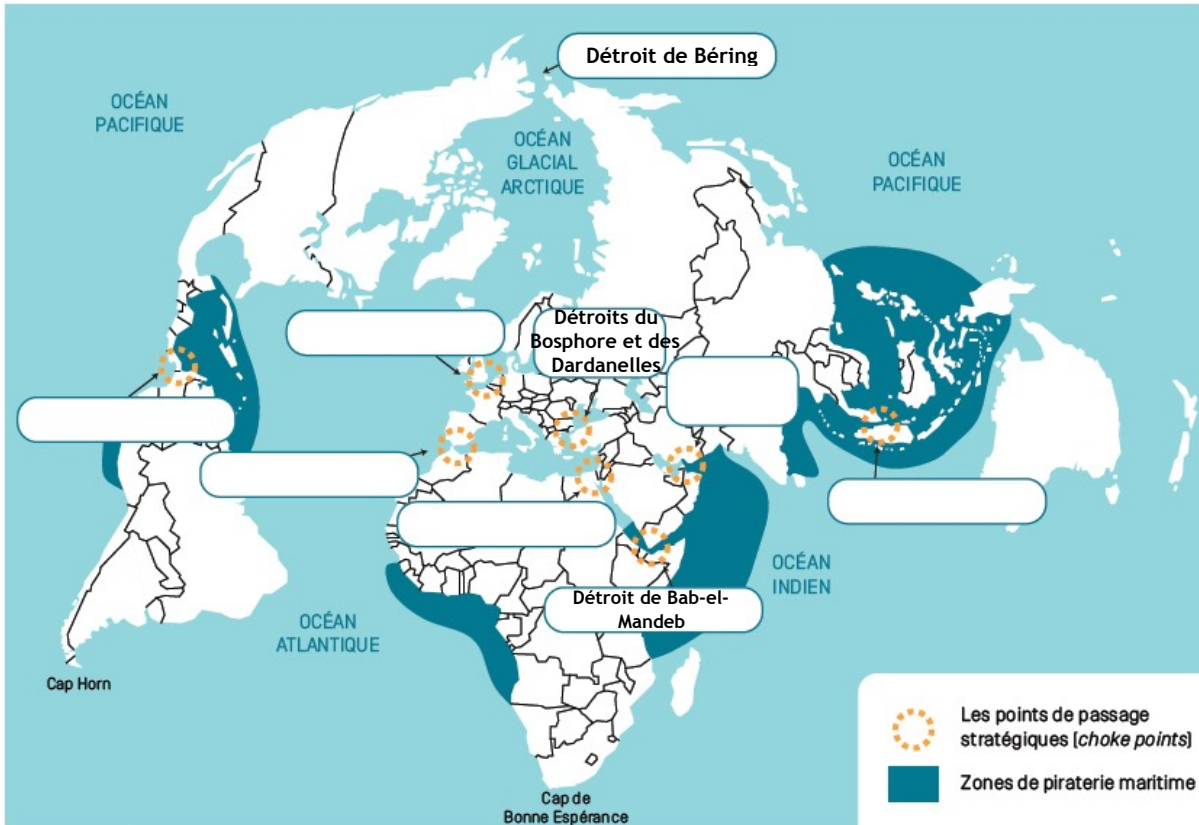 Détroit de Béring
OCÉAN
PACIFIQUE
OCÉAN
GLACIAL
ARCTIQUE
OCÉAN
PACIFIQUE
Détroits du
Bosphore et des
Dardanelles
OCÉAN
INDIEN
Détroit de Bab-el-
Mandeb
OCÉAN
ATLANTIQUE
Cap Horn
Cap de
Bonne Espérance
Les points de passage
stratégiques (choke points)
Zones de piraterie maritime